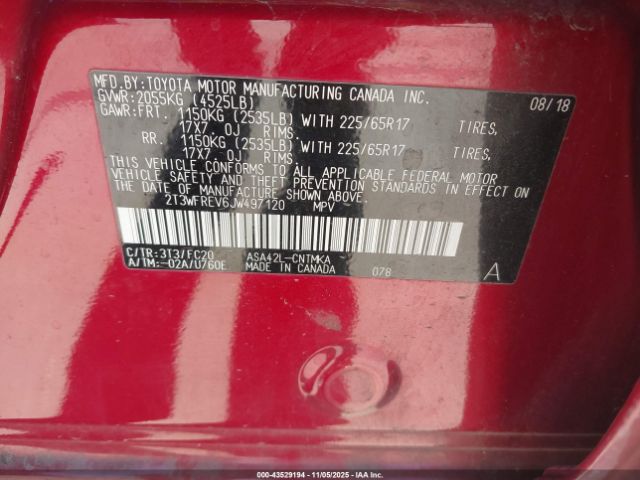 MFD.BY:TOYOTA MOTOR MANUFACTURING CANADA INC.
GVWR:2055KG (4525LB) 08/18
GAWR:FRT. 1150KG (2535LB) WITH 225/65R17 TIRES,
17X7.0J RIMS.
RR. 1150KG (2535LB) WITH 225/65R17 TIRES,
17X7.0J RIMS.
THIS VEHICLE CONFORMS TO ALL APPLICABLE FEDERAL MOTOR
VEHICLE SAFETY AND THEFT PREVENTION STANDARDS IN EFFECT ON
THE DATE OF MANUFACTURE SHOWN ABOVE.
2T3WFREV6JW497120 MPV
C/TR:3T3/FC20 ASA42L-CNTMKA
A/TM:-02A/U760E MADE IN CANADA 078 A
000-43529194 - 11/05/2025 - IAA, Inc.